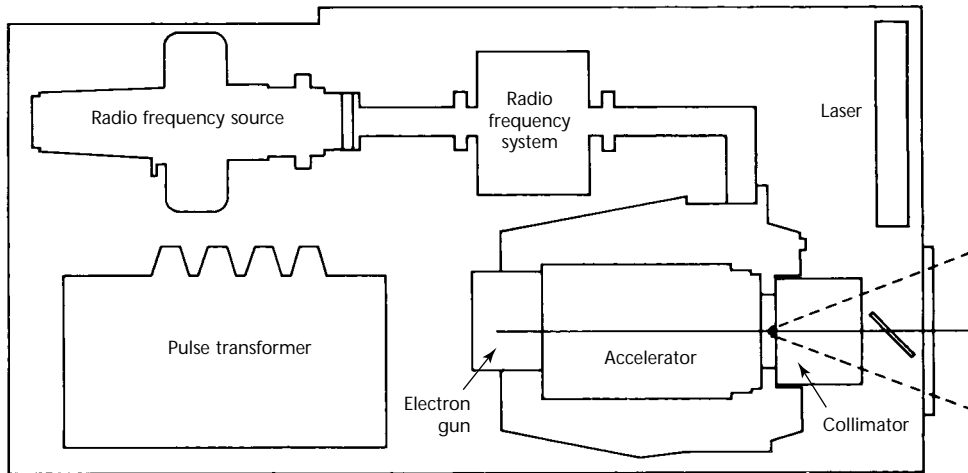 Radio frequency source
Radio
frequency
system
Laser
Pulse transformer
Accelerator
Electron
gun
Collimator